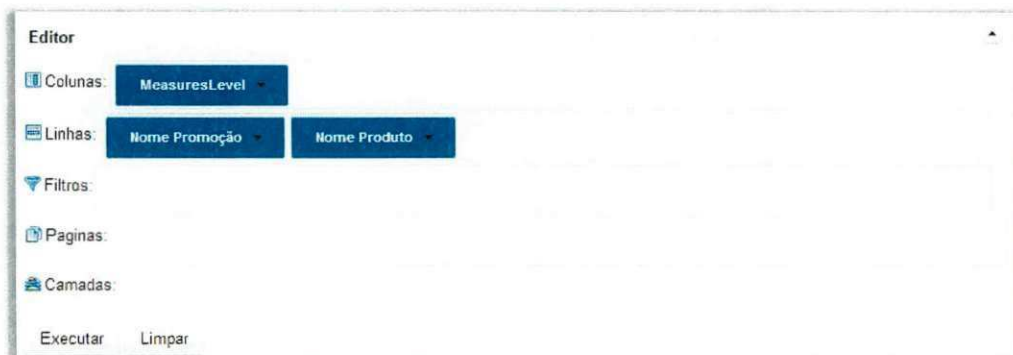 Editor
Colunas: MeasuresLevel
Linhas: Nome Promoção Nome Produto
Filtros:
Paginas:
Camadas:
Executar Limpar